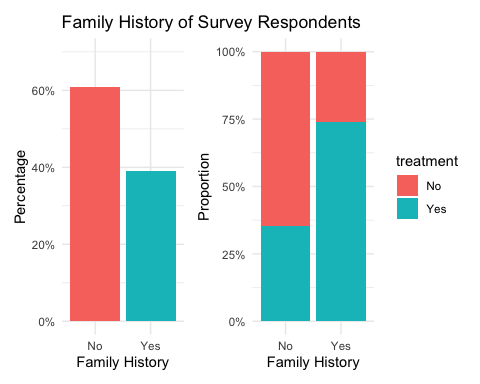 Family History of Survey Respondents
Percentage
60%
40%
20%
0%
No Yes
Family History
Proportion
100%
75%
50%
25%
0%
No Yes
Family History
treatment
No
Yes